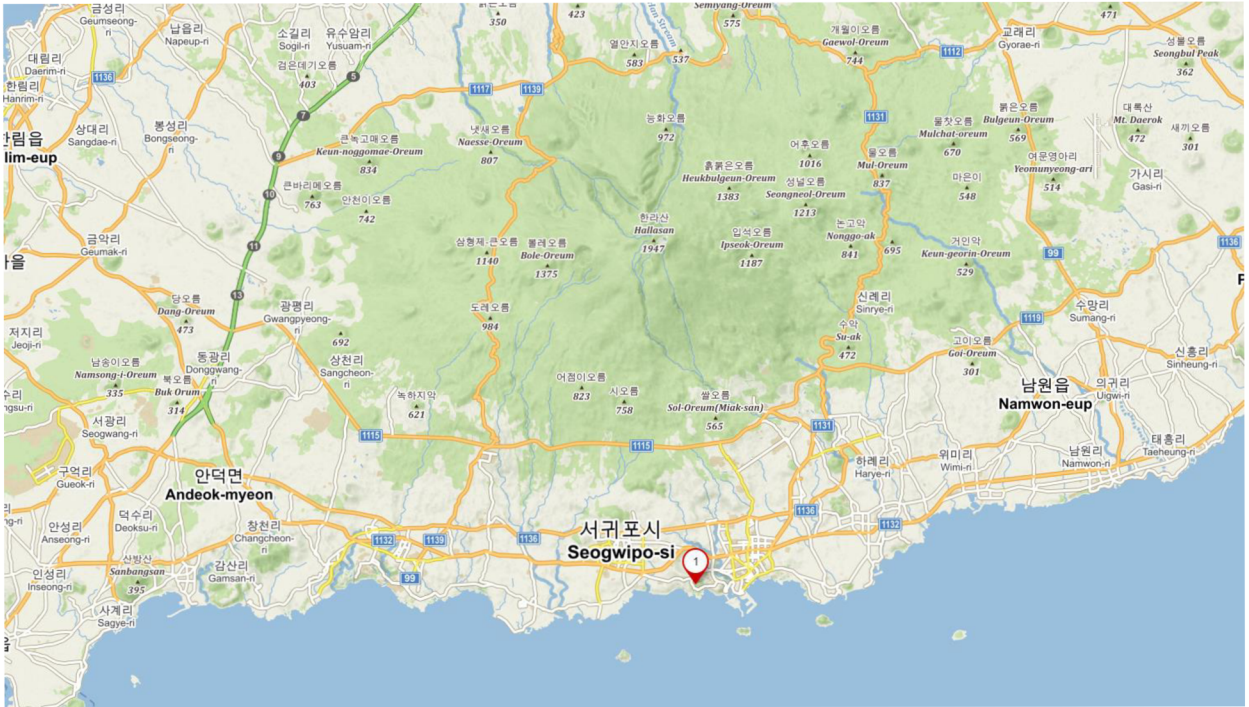 금성리
Geumseong-
ri
납읍리
Napeup-ri
소길리
Sogil-ri
유수암리
Yusuam-ri
350
423
Han Stream
Semiyang-Oreum
575
열안지오름
583
537
개월이오름
Gaewol-Oreum
744
1112
교래리
Gyorae-ri
471
성불오름
Seongbul Peak
362
대림리
Daerim-ri
1136
검은데기오름
403
5
한림리
Hanrim-ri
1117
1139
7
상대리
Sangdae-ri
봉성리
Bongseong-
ri
큰녹고매오름
Keun-noggomae-Oreum
834
냇새오름
Naesse-Oreum
807
능화오름
972
1131
어후오름
1016
물오름
Mul-Oreum
837
물찻오름
Mulchat-oreum
670
붉은오름
Bulgeun-Oreum
569
대록산
Mt. Daerok
472
새끼오름
301
한림읍
lim-eup
9
10
큰바리메오름
763
안천이오름
742
흙붉은오름
Heukbulgeun-Oreum
1383
성널오름
Seongneol-Oreum
1213
마은이
548
여문영아리
Yeomunyeong-ari
514
가시리
Gasi-ri
금악리
Geumak-ri
11
삼형제-큰오름
1140
볼레오름
Bole-Oreum
1375
한라산
Hallasan
1947
입석오름
Ipseok-Oreum
1187
논고악
Nonggo-ak
841
695
거인악
Keun-georin-Oreum
529
99
1136
13
당오름
Dang-Oreum
473
광평리
Gwangpyeong-
ri
도레오름
984
신례리
Sinrye-ri
1119
수망리
Sumang-ri
저지리
Jeoji-ri
692
수악
Su-ak
472
고이오름
Goi-Oreum
301
신흥리
Sinheung-ri
남송이오름
Namsong-i-Oreum
335
동광리
Donggwang-
ri
상천리
Sangcheon-
ri
북오름
Buk Orum
314
녹하지악
621
어점이오름
823
시오름
758
쌀오름
Sol-Oreum(Miak-san)
565
남원읍
Namwon-eup
의귀리
Uigwi-ri
서광리
Seogwang-ri
1115
1115
1131
태흥리
Taeheung-ri
구억리
Gueok-ri
안덕면
Andeok-myeon
하례리
Harye-ri
위미리
Wimi-ri
남원리
Namwon-ri
덕수리
Deoksu-ri
안성리
Anseong-ri
창천리
Changcheon-
ri
1132
1139
1136
서귀포시
Seogwipo-si
1136
1132
산방산
Sanbangsan
395
감산리
Gamsan-ri
99
1
인성리
Inseong-ri
사계리
Sagye-ri